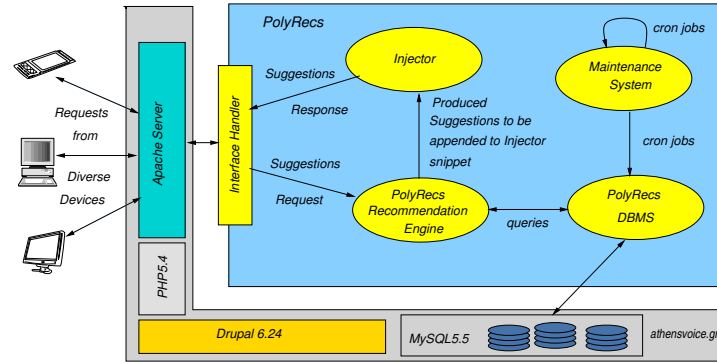 PolyRecs
cron jobs
Injector
Maintenance
System
Suggestions
Response
Produced
Suggestions to be
appended to Injector
snippet
cron jobs
Requests
from
Diverse
Devices
Apache Server
Interface Handler
Suggestions
Request
PolyRecs
Recommendation
Engine
queries
PolyRecs
DBMS
PHP5.4
Drupal 6.24
MySQL5.5
athensvoice.gr